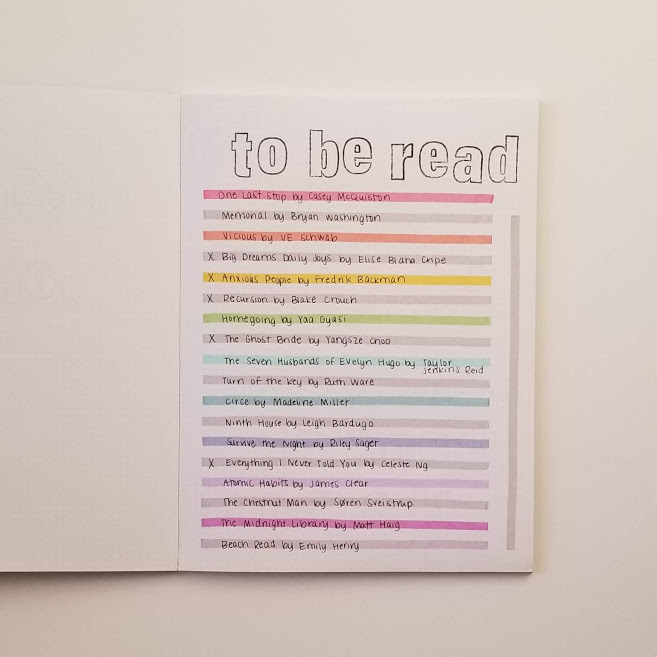 to be read
One Last Stop by Casey McQuiston
Memorial by Bryan Washington
Vicious by VE Schwab
X Big Dreams Daily Joys by Elise Blaha Cripe
X Anxious People by Fredrik Backman
X Recursion by Blake Crouch
Homegoing by Yaa Gyasi
X The Ghost Bride by Yangsze Choo
The Seven Husbands of Evelyn Hugo by Taylor
Jenkins Reid
Turn of the Key by Ruth Ware
Circe by Madeline Miller
Ninth House by Leigh Bardugo
Survive the Night by Riley Sager
X Everything I Never Told You by Celeste Ng
Atomic Habits by James Clear
The Chestnut Man by Søren Sveistrup
The Midnight Library by Matt Haig
Beach Read by Emily Henry